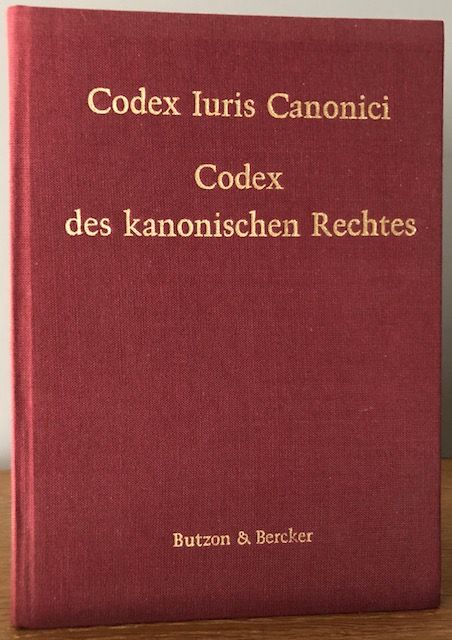 Codex Iuris Canonici
Codex
des kanonischen Rechtes
Butzon & Bercker